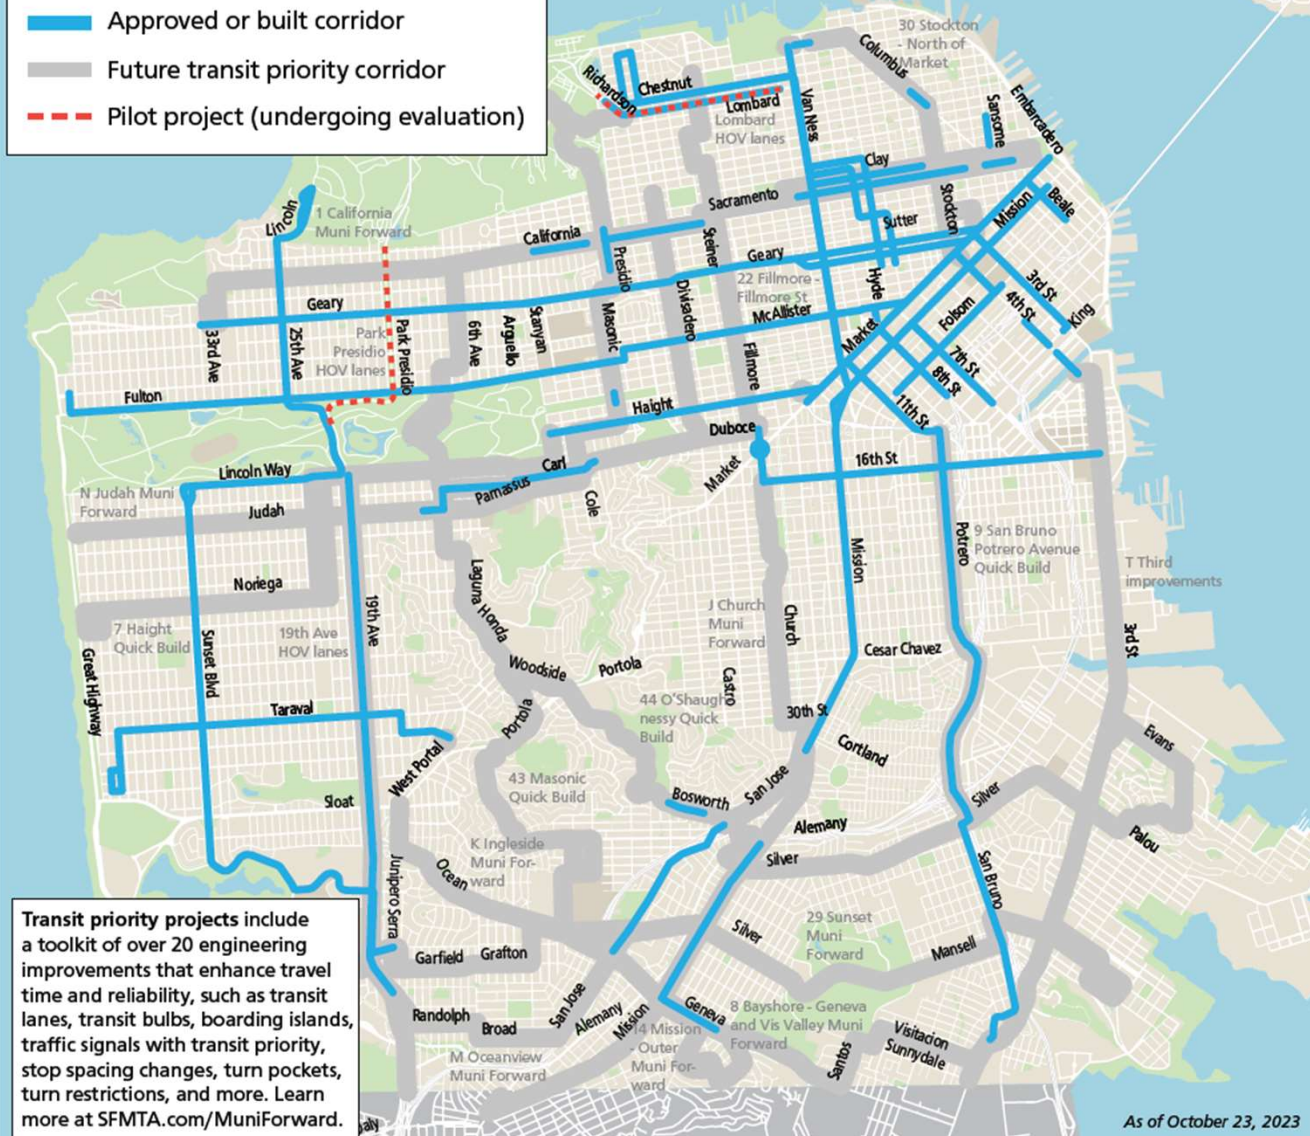 Approved or built corridor
Future transit priority corridor
Pilot project (undergoing evaluation)
30 Stockton
- North of
Market
Columbus
Richardson
Chestnut
Lombard
Lombard
HOV lanes
Van Ness
Sansome
Embarcadero
Clay
Sacramento
Stockton
Mission
Beale
Lincoln
1 California
Muni Forward
California
Presidio
Steiner
Sutter
Geary
22 Fillmore -
Fillmore St
Hyde
3rd St
4th St
King
Geary
33rd Ave
25th Ave
Park
Presidio
HOV lanes
Park Presidio
6th Ave
Arguello
Stanyan
Masonic
Divisadero
McAllister
Fillmore
Market
Folsom
7th St
8th St
11th St
Fulton
Haight
Duboce
Market
16th St
Lincoln Way
Carl
Parnassus
Cole
N Judah Muni
Forward
Judah
Noriega
Laguna Honda
Mission
Potrero
9 San Bruno
Potrero Avenue
Quick Build
T Third
improvements
7 Haight
Quick Build
19th Ave
HOV lanes
19th Ave
J Church
Muni
Forward
Church
3rd St
Great Highway
Sunset Blvd
Woodside
Portola
Castro
Cesar Chavez
Taraval
Portola
44 O'Shaugh
nessy Quick
Build
30th St
Cortland
Evans
West Portal
43 Masonic
Quick Build
Bosworth
San Jose
Silver
Sloat
Alemany
Palou
K Ingleside
Muni For-
ward
Silver
Junipero Serra
Ocean
San Bruno
29 Sunset
Muni
Forward
Silver
Mansell
Garfield
Grafton
San Jose
Alemany
Mission
Geneva
8 Bayshore - Geneva
and Vis Valley Muni
Forward
Randolph
Broad
14 Mission
- Outer
Muni For-
ward
Visitacion
Sunnydale
Santos
M Oceanview
Muni Forward
Transit priority projects include
a toolkit of over 20 engineering
improvements that enhance travel
time and reliability, such as transit
lanes, transit bulbs, boarding islands,
traffic signals with transit priority,
stop spacing changes, turn pockets,
turn restrictions, and more. Learn
more at SFMTA.com/MuniForward.
As of October 23, 2023